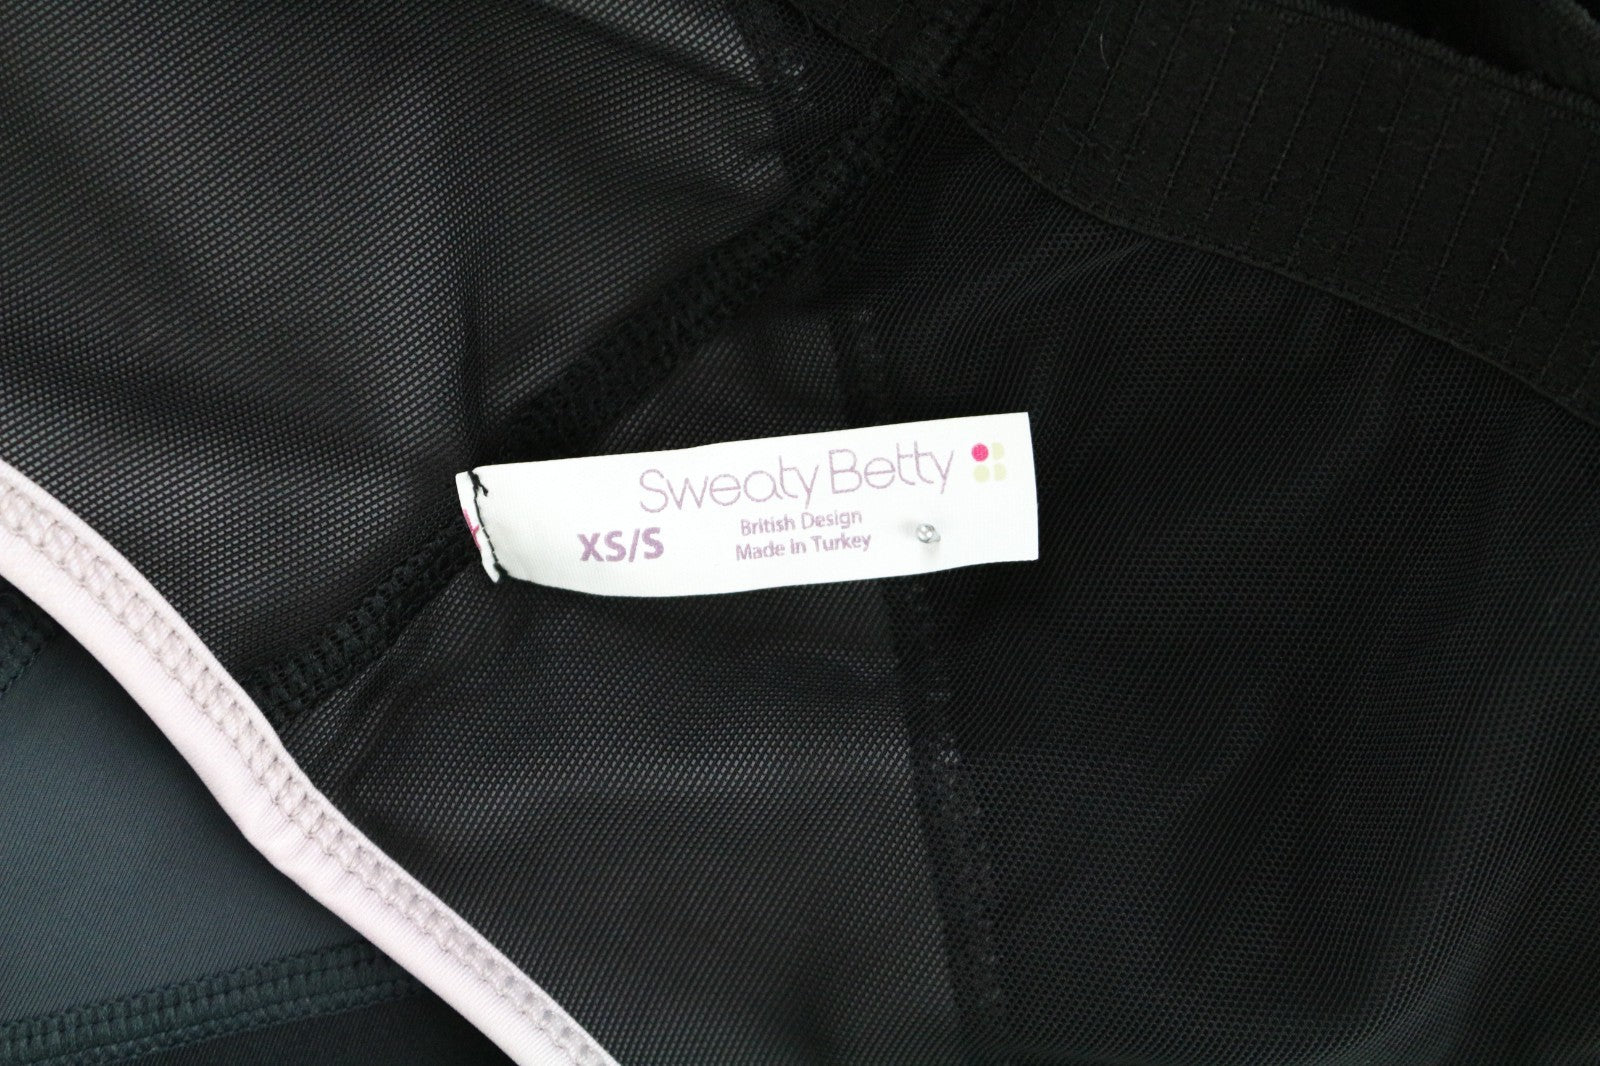 Sweaty Betty
XS/S
British Design
Made in Turkey